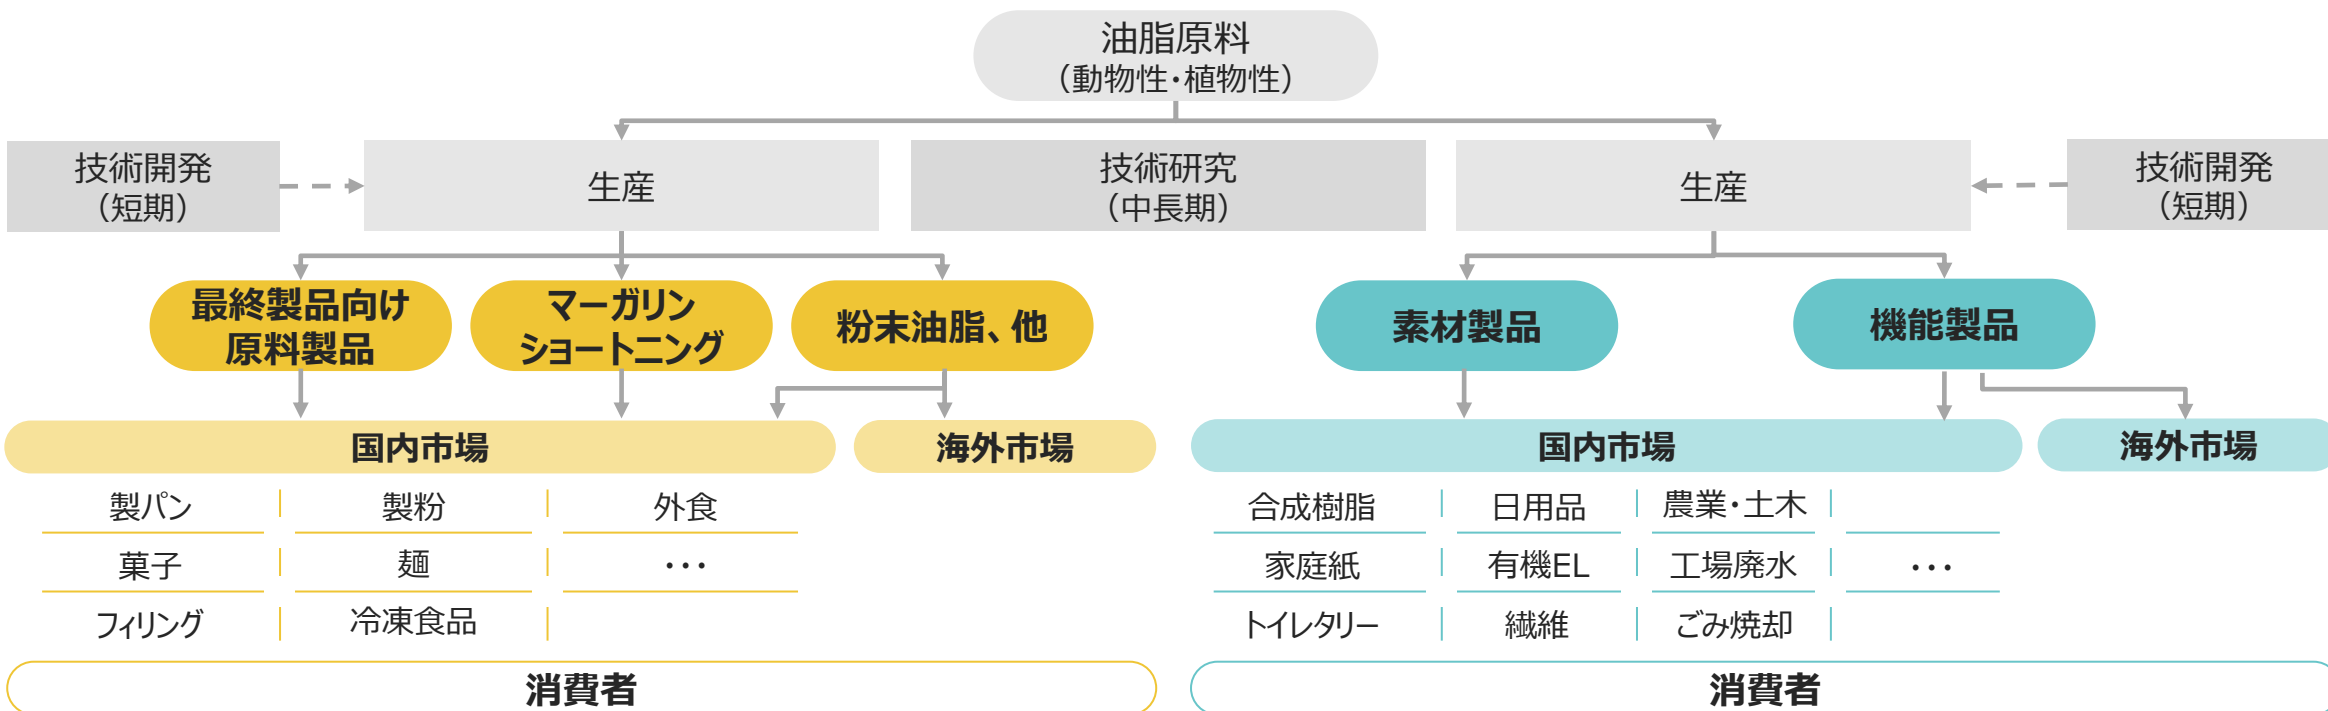 油脂原料
（動物性・植物性）
技術開発
（短期）
生産
技術研究
（中長期）
生産
技術開発
（短期）
最終製品向け
原料製品
マーガリン
ショートニング
粉末油脂、他
素材製品
機能製品
国内市場
海外市場
国内市場
海外市場
製パン
製粉
外食
菓子
麺
･･･
フィリング
冷凍食品
合成樹脂
日用品
農業・土木
家庭紙
有機EL
工場廃水
･･･
トイレタリー
繊維
ごみ焼却
消費者
消費者